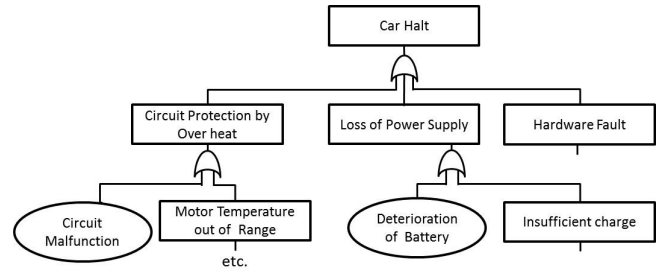 Car Halt
Circuit Protection by
Over heat
Loss of Power Supply
Hardware Fault
Circuit
Malfunction
Motor Temperature
out of Range
etc.
Deterioration
of Battery
Insufficient charge